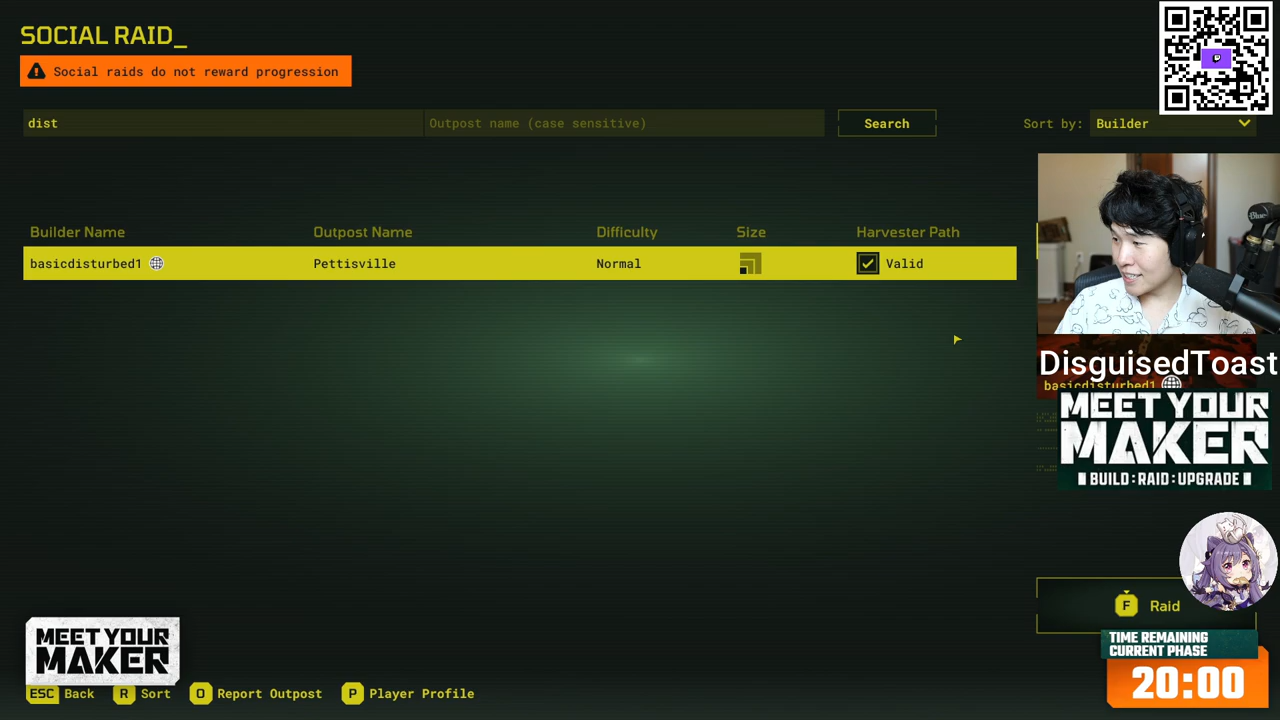 SOCIAL RAID_
Social raids do not reward progression
dist
Outpost name (case sensitive)
Search
Sort by: Builder
Builder Name
Outpost Name
Difficulty
Size
Harvester Path
basicdisturbed1
Pettisville
Normal
Valid
DisguisedToast
basicdisturbed1
MEET YOUR
MAKER
BUILD:RAID:UPGRADE
F Raid
TIME REMAINING
CURRENT PHASE
20:00
MEET YOUR
MAKER
ESC Back R Sort O Report Outpost P Player Profile